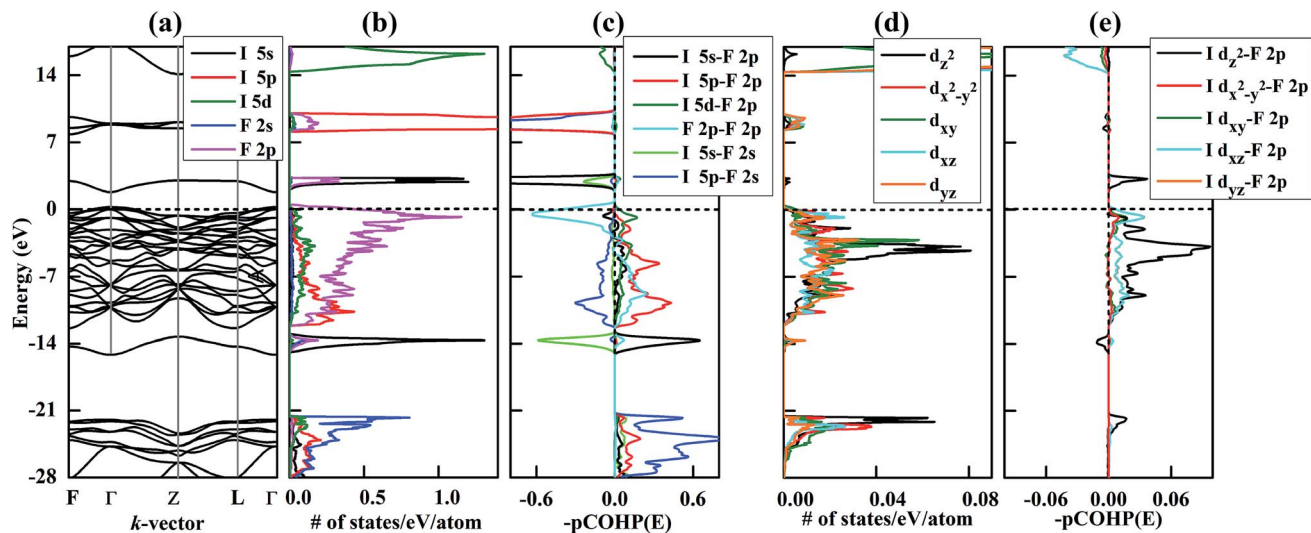 (a)
(b)
(c)
(d)
(e)
Energy (eV)
14
7
0
-7
-14
-21
-28
F Γ Z L Γ
k-vector
I 5s
I 5p
I 5d
F 2s
F 2p
0.0 0.5 1.0
# of states/eV/atom
I 5s-F 2p
I 5p-F 2p
I 5d-F 2p
F 2p-F 2p
I 5s-F 2s
I 5p-F 2s
-0.6 0.0 0.6
-pCOHP(E)
dz²
dx²-y²
dxy
dxz
dyz
0.00 0.04 0.08
# of states/eV/atom
I dz²-F 2p
I dx²-y²-F 2p
I dxy-F 2p
I dxz-F 2p
I dyz-F 2p
-0.06 0.00 0.06
-pCOHP(E)